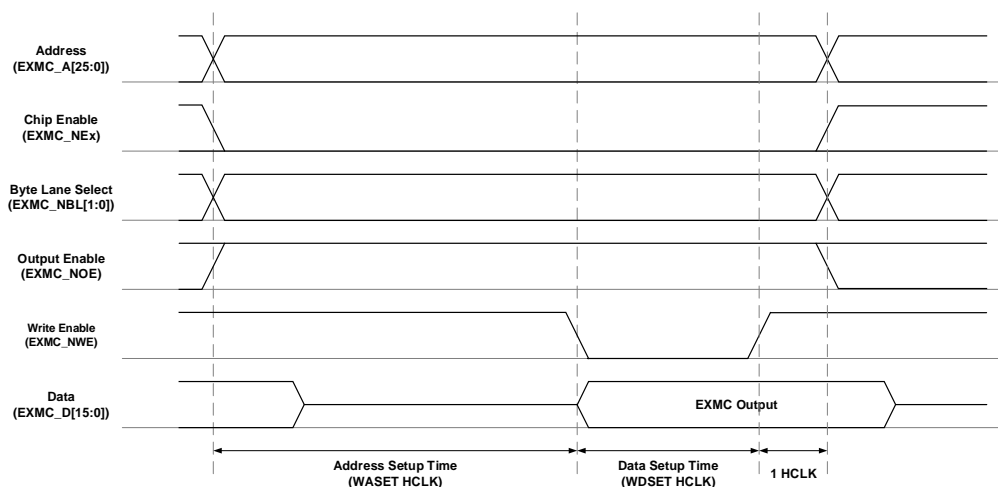 Address
(EXMC_A[25:0])
Chip Enable
(EXMC_NEx)
Byte Lane Select
(EXMC_NBL[1:0])
Output Enable
(EXMC_NOE)
Write Enable
(EXMC_NWE)
Data
(EXMC_D[15:0])
EXMC Output
Address Setup Time
(WASET HCLK)
Data Setup Time
(WDSET HCLK)
1 HCLK